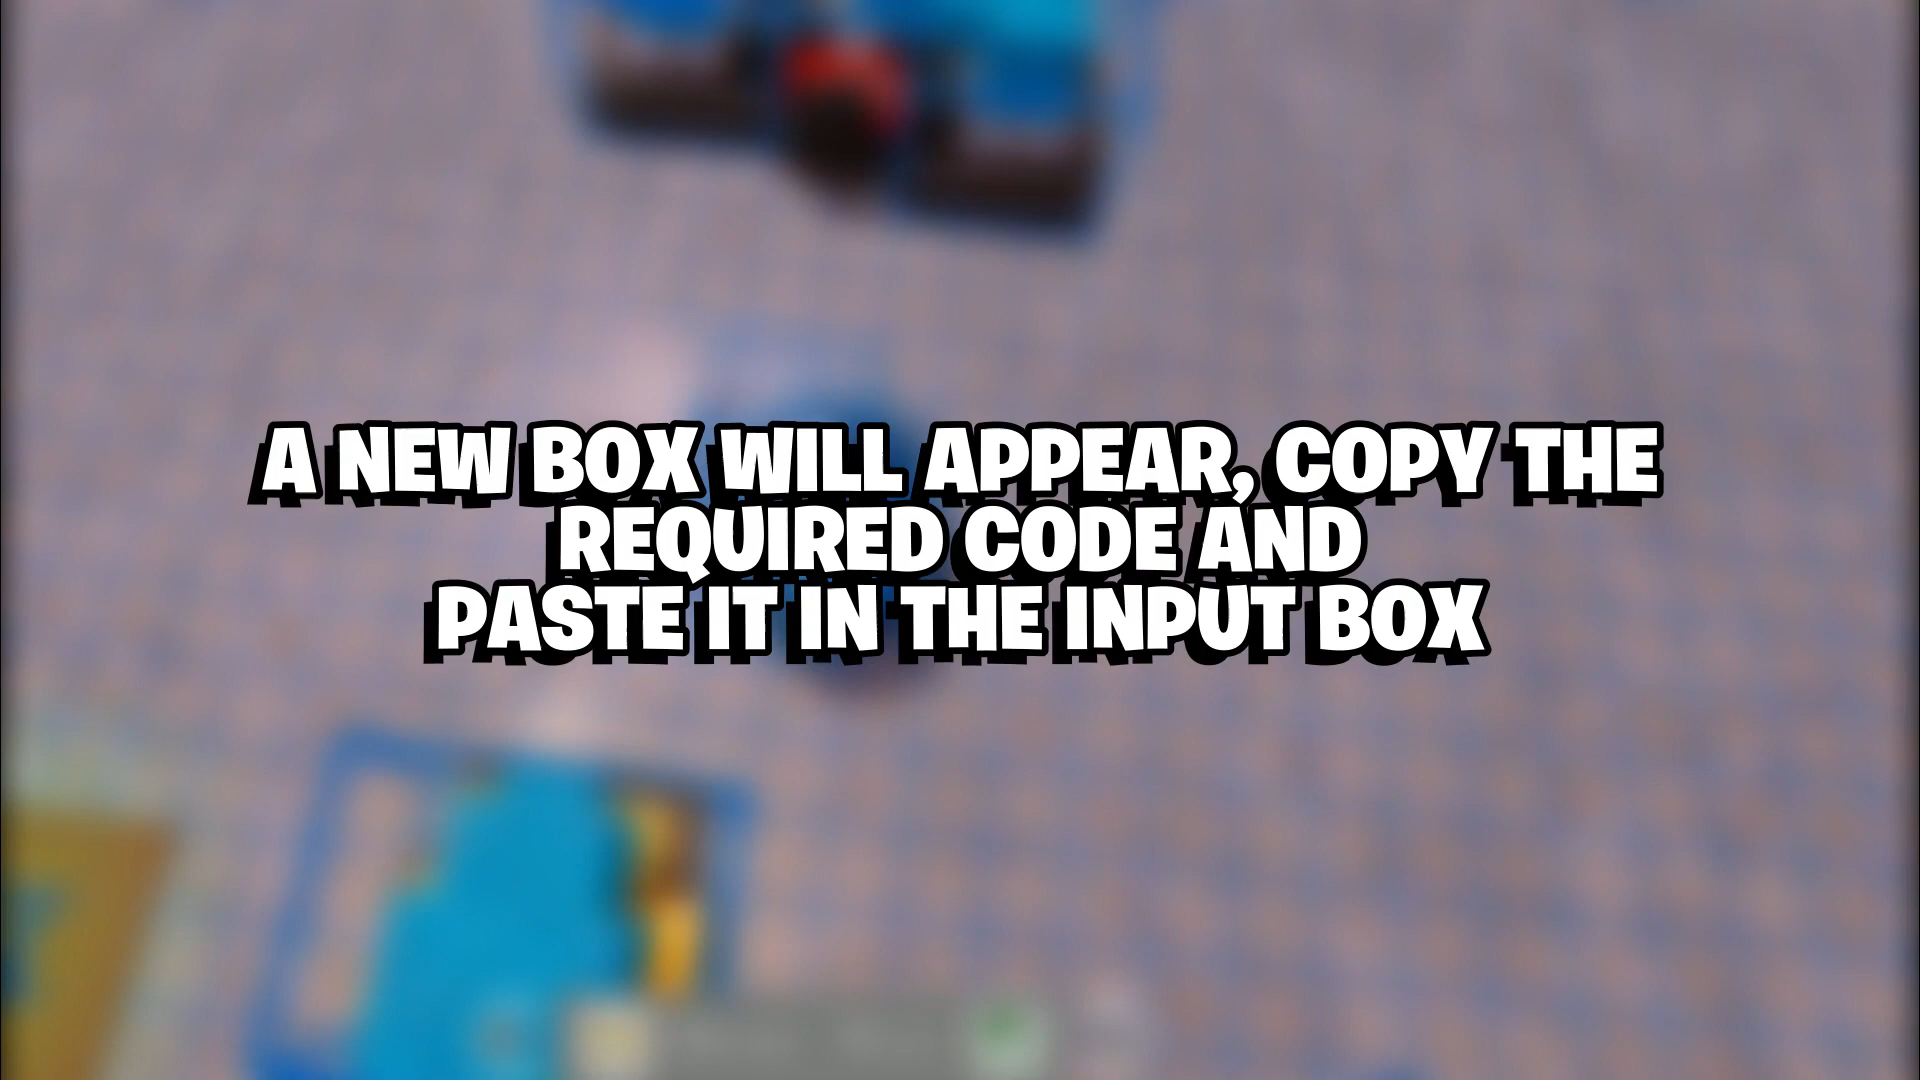 A NEW BOX WILL APPEAR, COPY THE
REQUIRED CODE AND
PASTE IT IN THE INPUT BOX